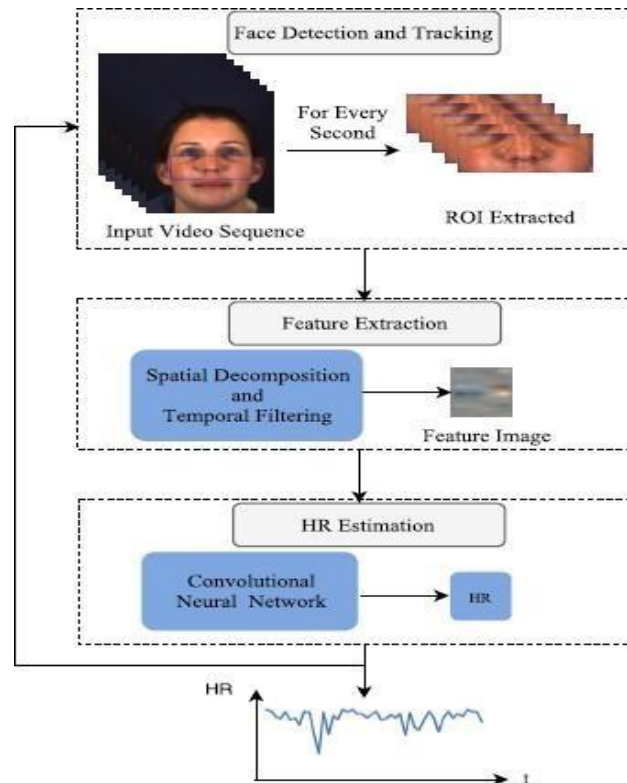 Face Detection and Tracking
For Every
Second
Input Video Sequence
ROI Extracted
Feature Extraction
Spatial Decomposition
and
Temporal Filtering
Feature Image
HR Estimation
Convolutional
Neural Network
HR
HR
t